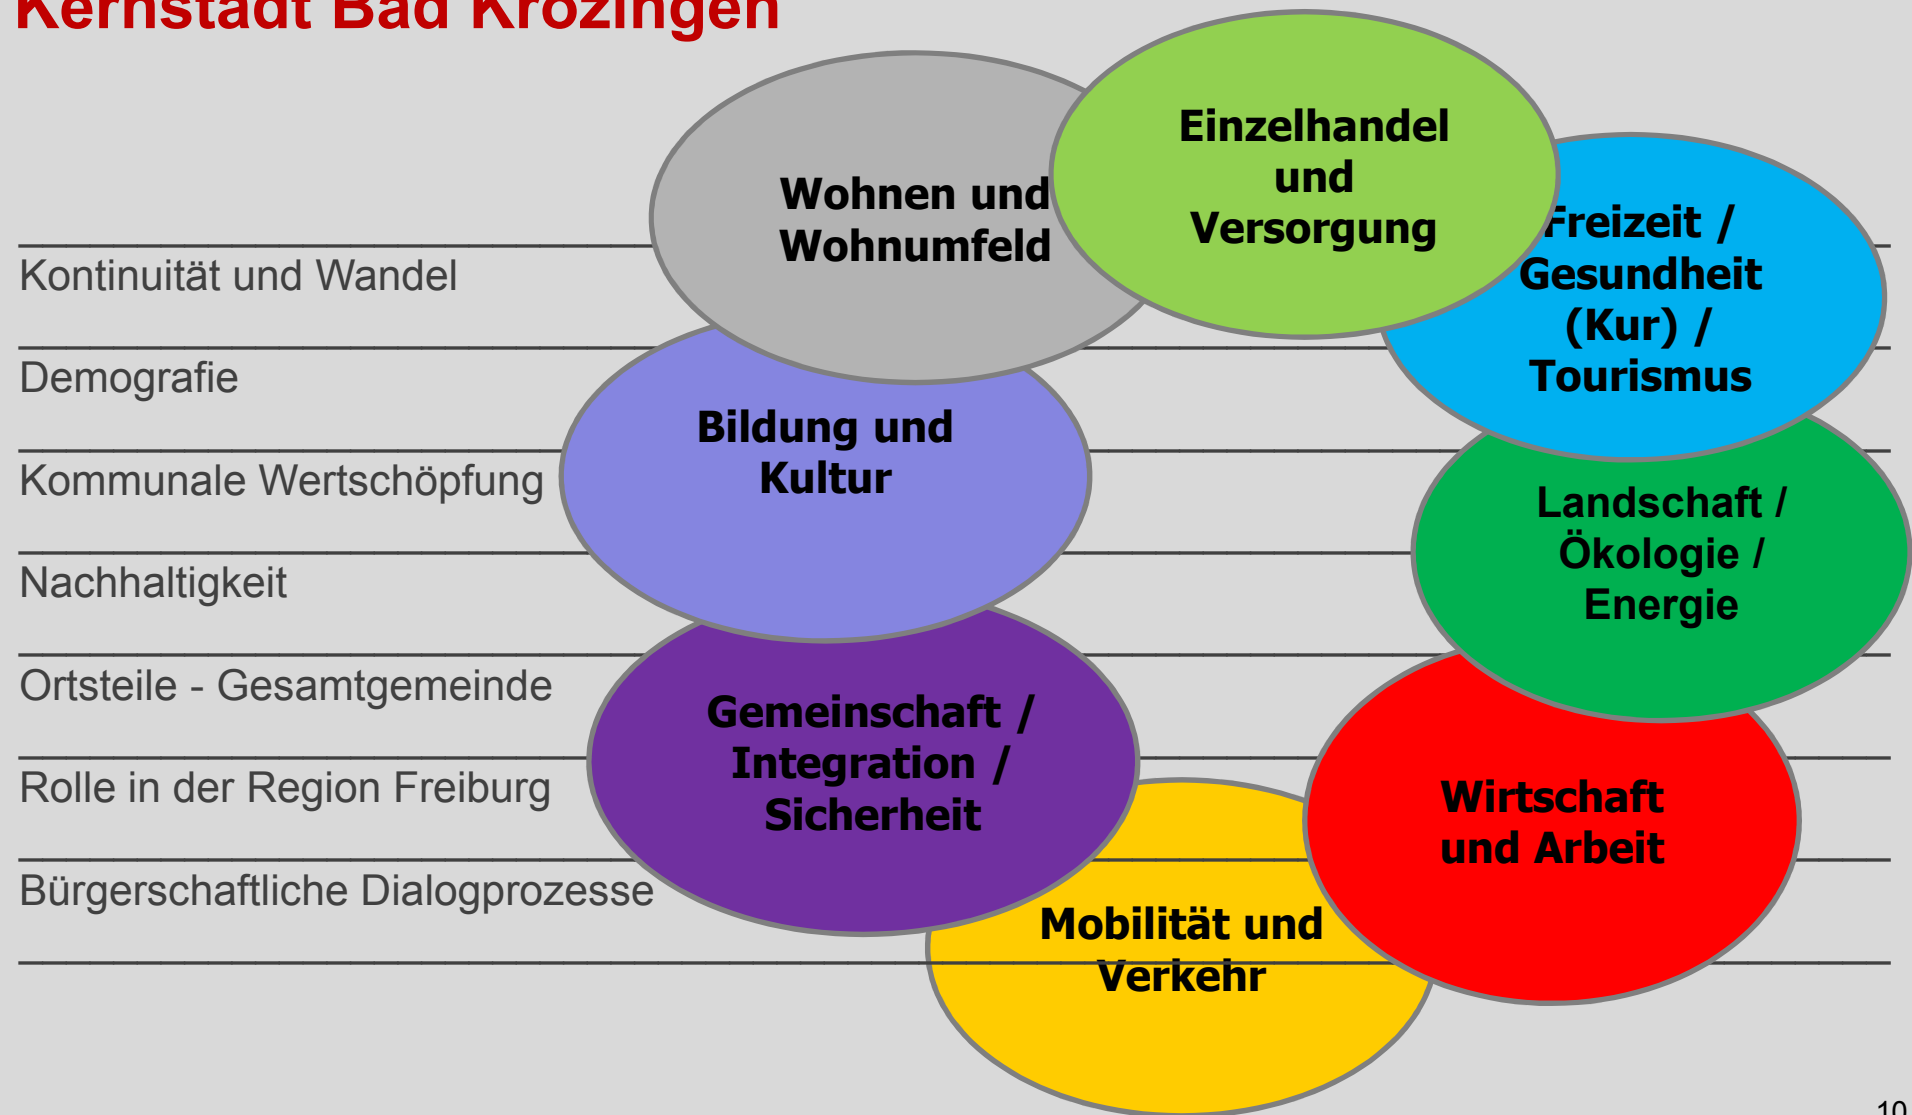 Kernstadt Bad Krozingen
Kontinuität und Wandel
Demografie
Kommunale Wertschöpfung
Nachhaltigkeit
Ortsteile - Gesamtgemeinde
Rolle in der Region Freiburg
Bürgerschaftliche Dialogprozesse
Wohnen und
Wohnumfeld
Einzelhandel
und
Versorgung
Freizeit /
Gesundheit
(Kur) /
Tourismus
Landschaft /
Ökologie /
Energie
Wirtschaft
und Arbeit
Mobilität und
Verkehr
Gemeinschaft /
Integration /
Sicherheit
Bildung und
Kultur
10